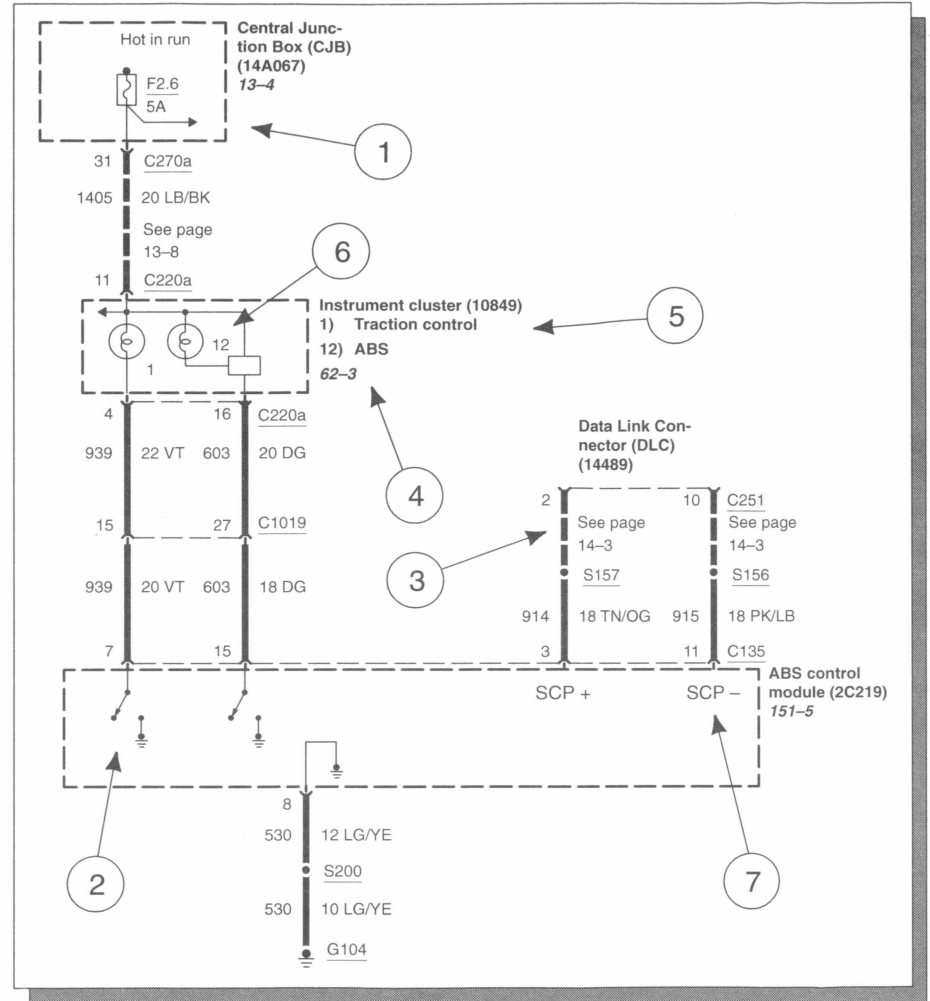 Hot in run
Central Junc-
tion Box (CJB)
(14A067)
13–4
F2.6
5A
1
31 C270a
1405 20 LB/BK
See page
13–8
11 C220a
6
Instrument cluster (10849)
1) Traction control
12) ABS
62–3
5
12
1
4 16 C220a
939 22 VT 603 20 DG
4
15 27 C1019
939 20 VT 603 18 DG
7 15
Data Link Con-
nector (DLC)
(14489)
2 10 C251
See page See page
14–3 14–3
3
S157 S156
914 18 TN/OG 915 18 PK/LB
3 11 C135
ABS control
module (2C219)
151–5
SCP + SCP –
2
7
8
530 12 LG/YE
S200
530 10 LG/YE
G104